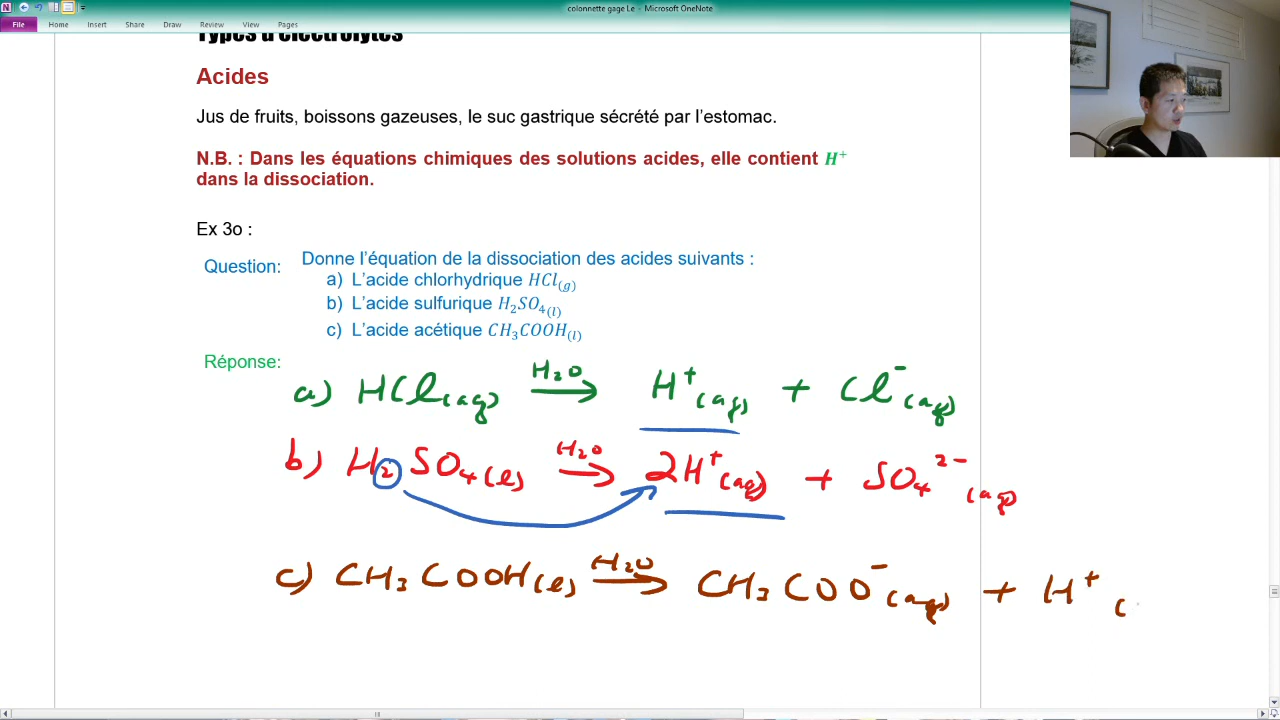 colonnette gage Le - Microsoft OneNote
File Home Insert Share Draw Review View Pages
Types d'électrolytes
Acides
Jus de fruits, boissons gazeuses, le suc gastrique sécrété par l'estomac.
N.B. : Dans les équations chimiques des solutions acides, elle contient H⁺
dans la dissociation.
Ex 3o :
Question: Donne l'équation de la dissociation des acides suivants :
a) L'acide chlorhydrique HCl₍g₎
b) L'acide sulfurique H₂SO₄₍l₎
c) L'acide acétique CH₃COOH₍l₎
Réponse:
a) HCl(aq) H₂O → H⁺(aq) + Cl⁻(aq)
b) H₂SO₄(l) H₂O → 2H⁺(aq) + SO₄²⁻(aq)
c) CH₃COOH(l) H₂O → CH₃COO⁻(aq) + H⁺(